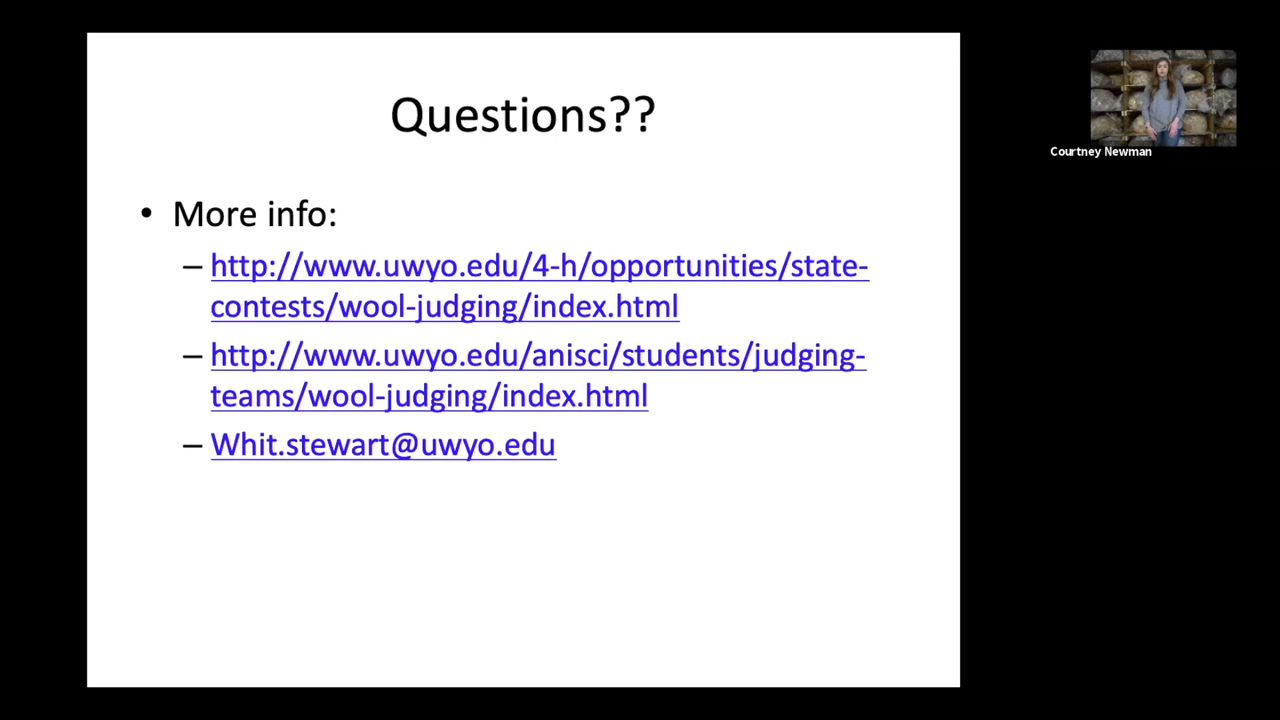 Questions??
• More info:
– http://www.uwyo.edu/4-h/opportunities/state-
contests/wool-judging/index.html
– http://www.uwyo.edu/anisci/students/judging-
teams/wool-judging/index.html
– Whit.stewart@uwyo.edu
Courtney Newman